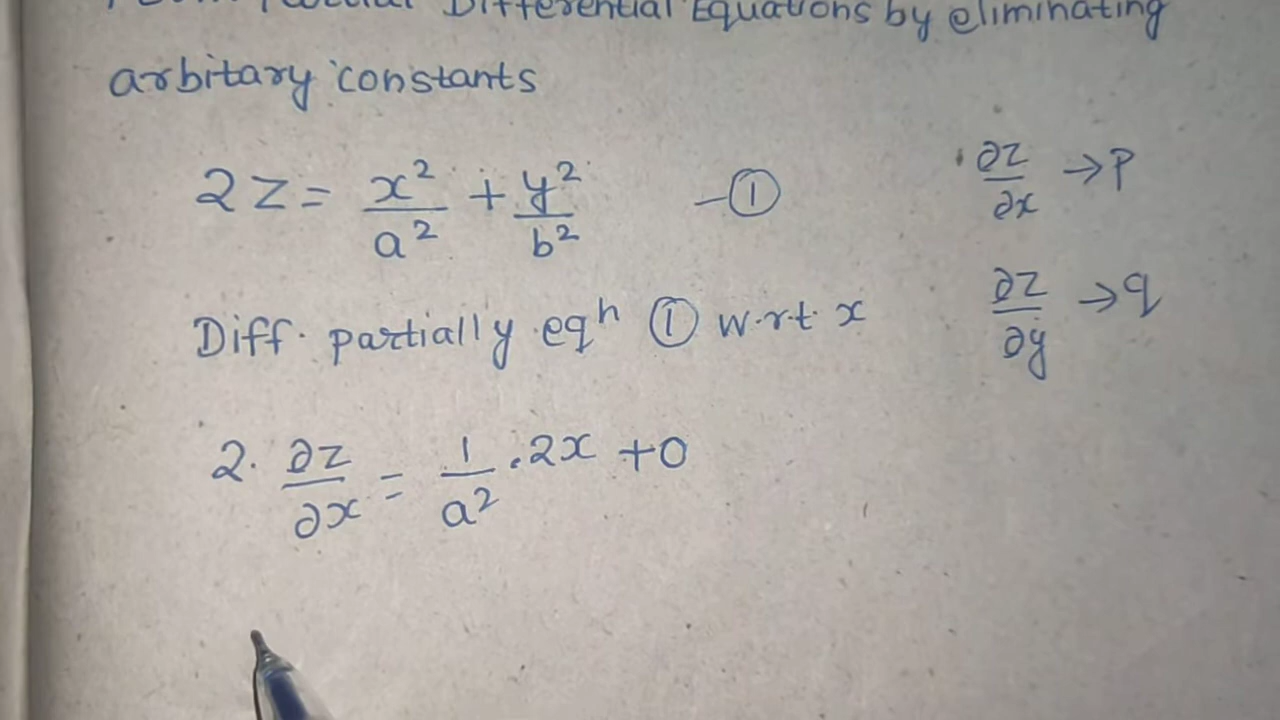 Partial Differential Equations by eliminating
arbitary constants
2z = x²/a² + y²/b² -①
∂z/∂x → p
∂z/∂y → q
Diff. partially eqⁿ ① w.r.t. x
2. ∂z/∂x = 1/a² . 2x + 0